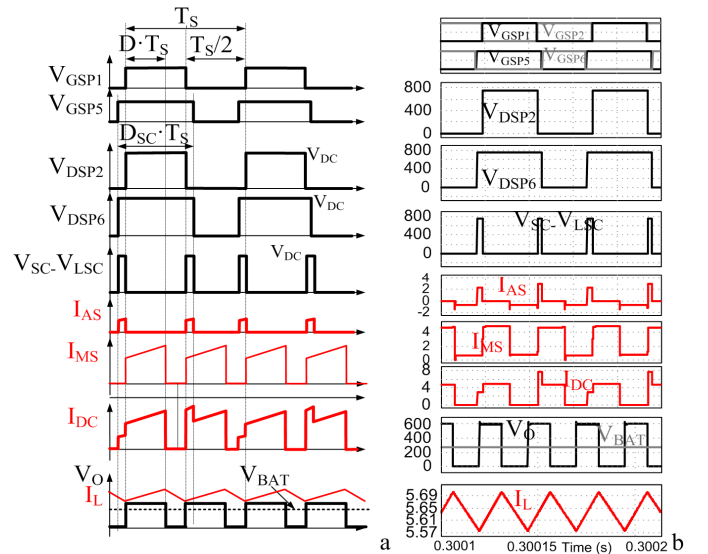 T_S
D·T_S T_S/2
V_GSP1
V_GSP5
D_SC·T_S
V_DSP2 V_DC
V_DSP6 V_DC
V_SC-V_LSC V_DC
I_AS
I_MS
I_DC
V_O V_BAT
I_L
a
V_GSP1 V_GSP2
V_GSP5 V_GSP6
800
400
0
V_DSP2
800
400
0
V_DSP6
800
400
0
V_SC-V_LSC
4
2
0
-2
I_AS
4
2
0
I_MS
8
4
0
I_DC
600
400
200
0
V_O V_BAT
5.69
5.65
5.61
5.57
I_L
0.3001 0.30015 Time (s) 0.3002
b